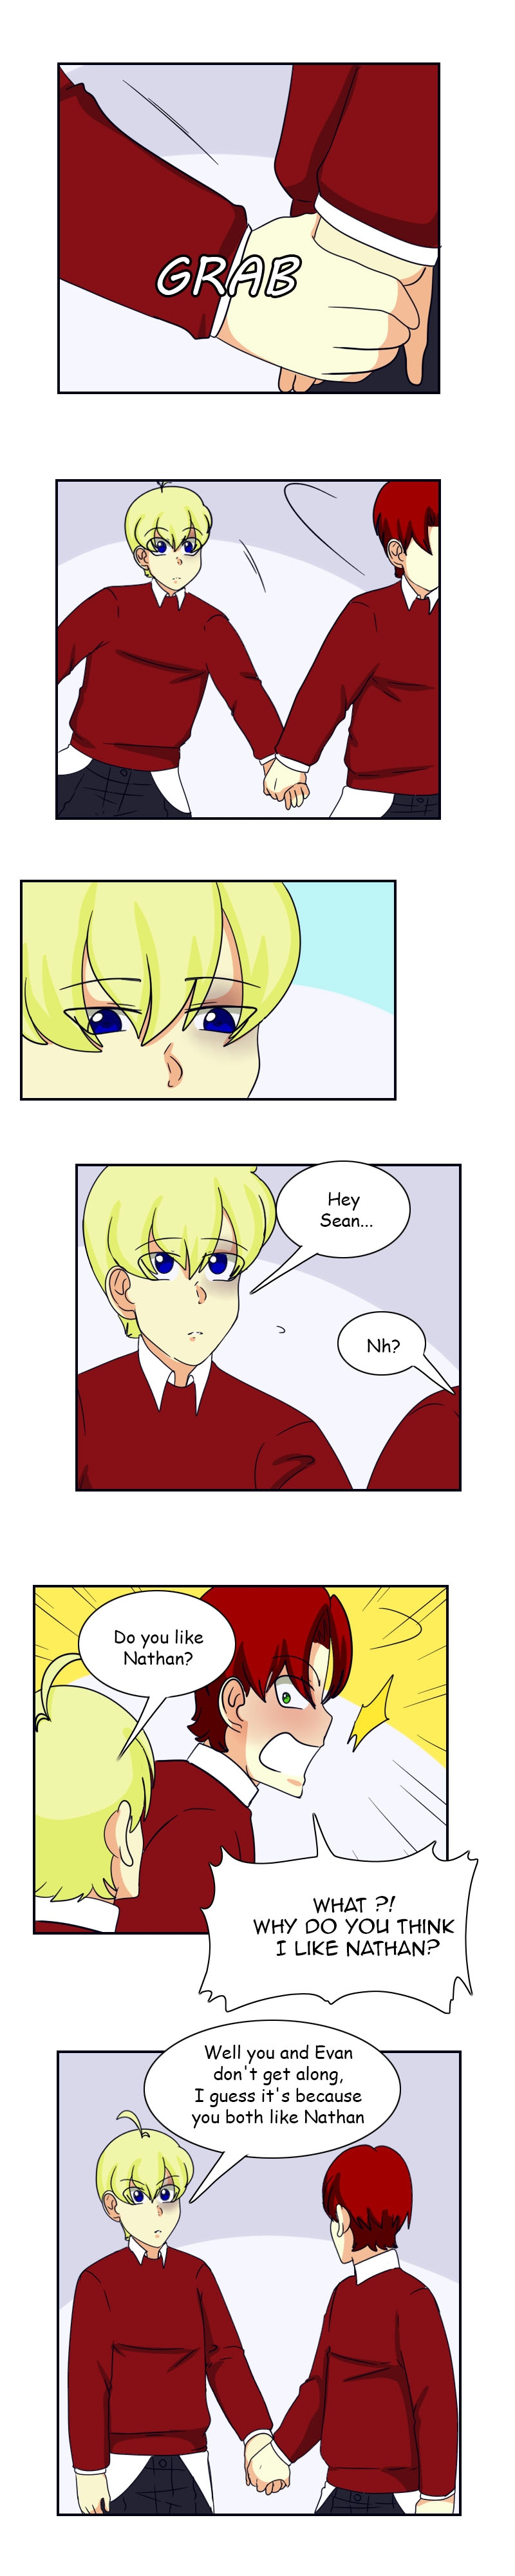 GRAB
Hey
Sean...
Nh?
Do you like
Nathan?
WHAT ?!
WHY DO YOU THINK
I LIKE NATHAN?
Well you and Evan
don't get along,
I guess it's because
you both like Nathan